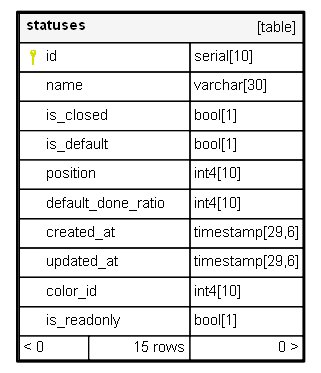 statuses [table]
id serial[10]
name varchar[30]
is_closed bool[1]
is_default bool[1]
position int4[10]
default_done_ratio int4[10]
created_at timestamp[29,6]
updated_at timestamp[29,6]
color_id int4[10]
is_readonly bool[1]
< 0 15 rows 0 >